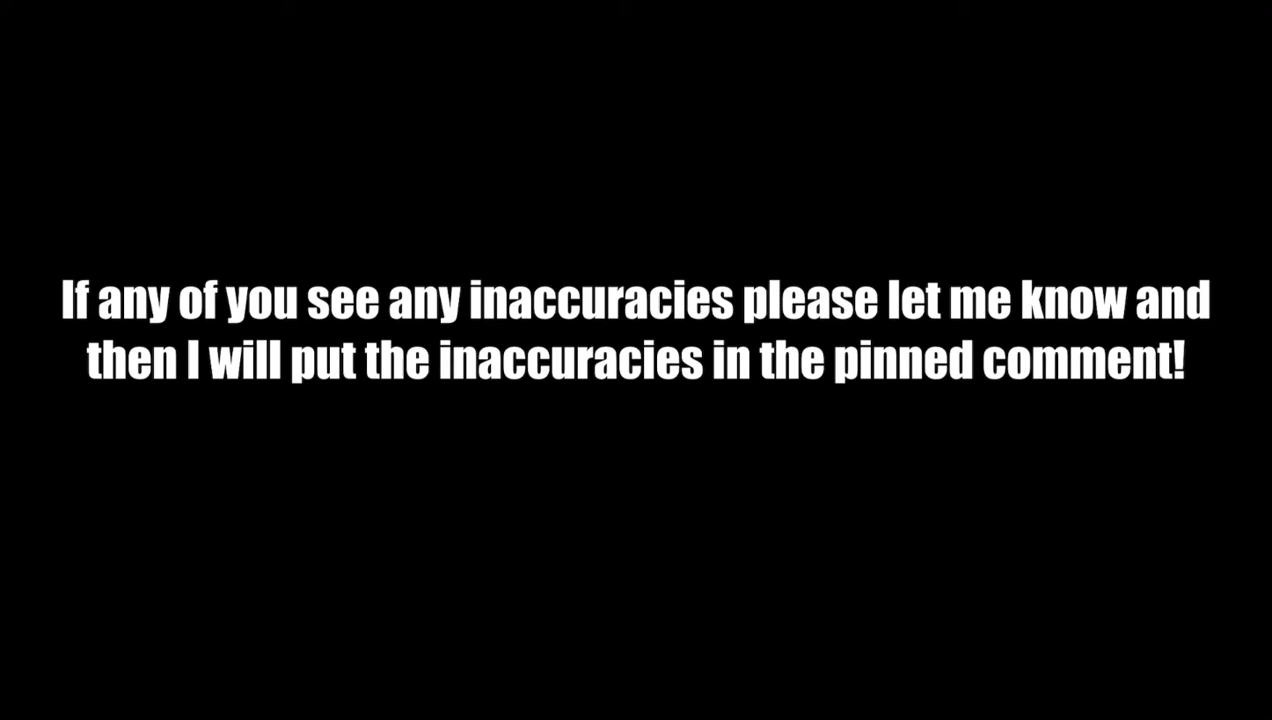 If any of you see any inaccuracies please let me know and
then I will put the inaccuracies in the pinned comment!